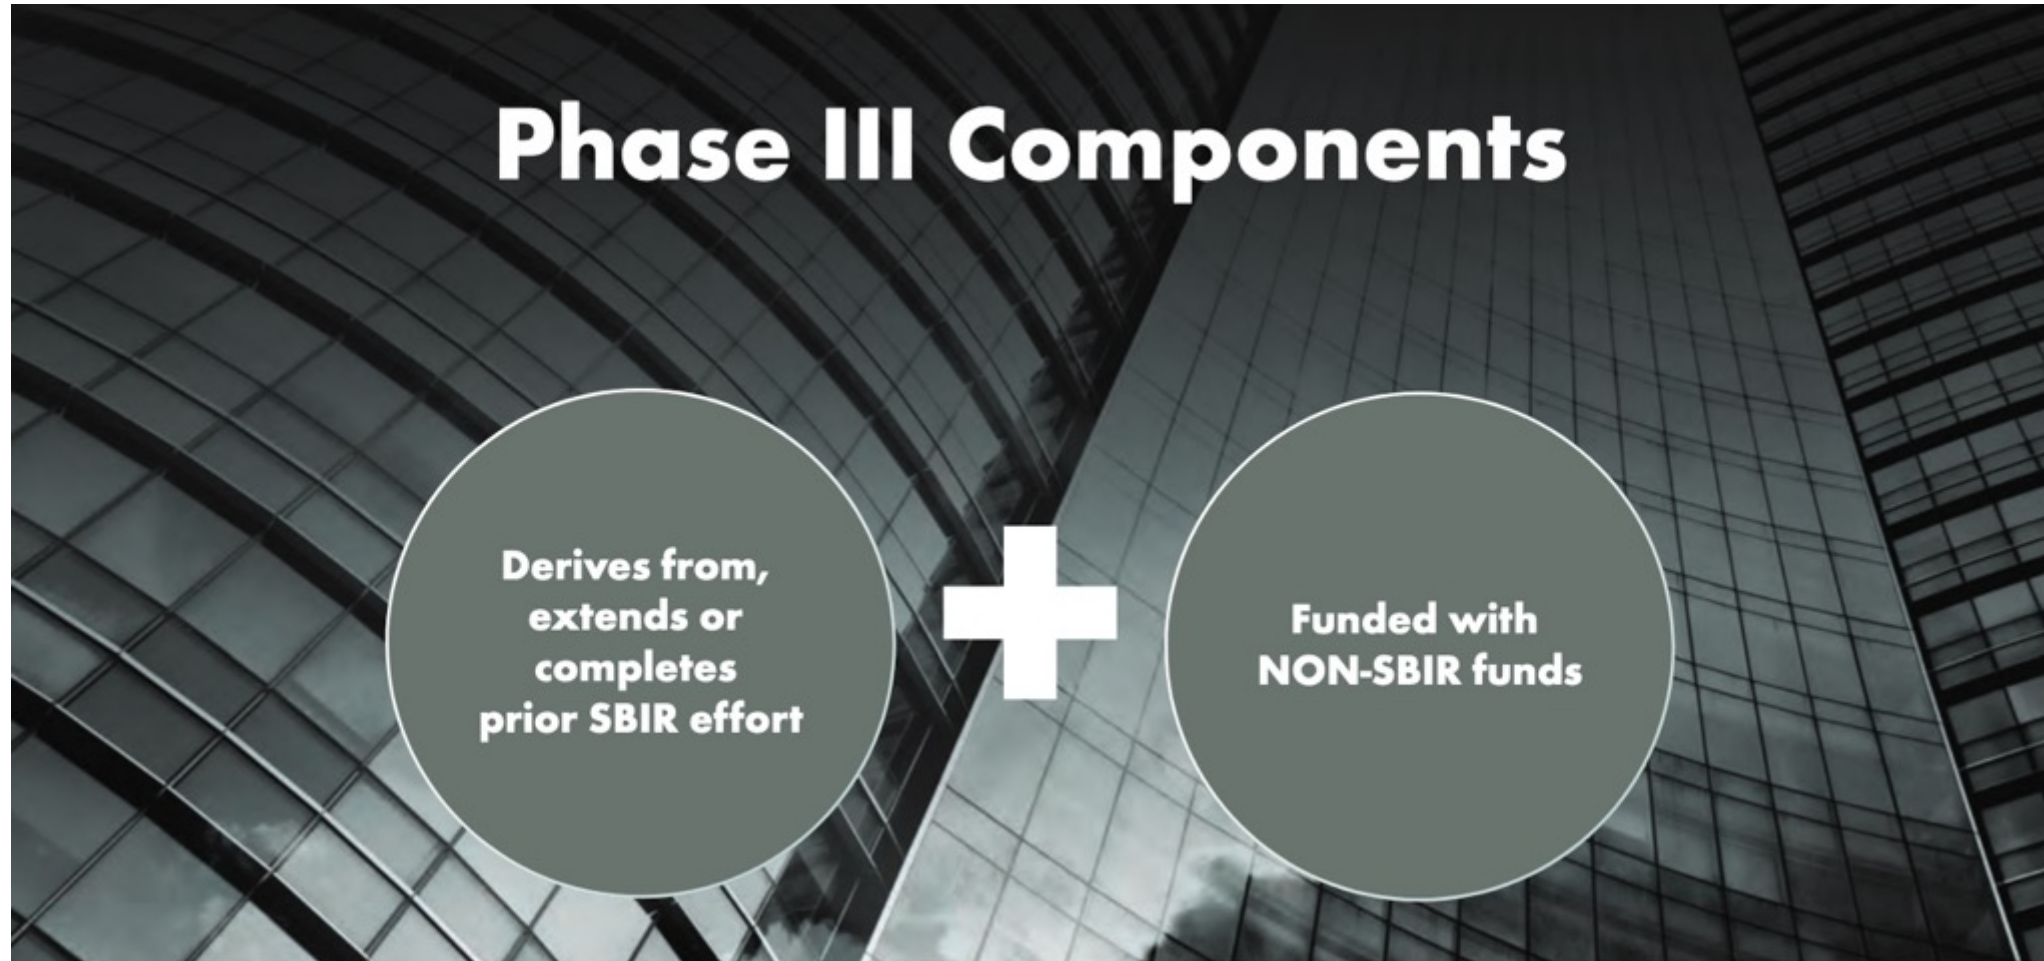 Phase III Components
Derives from,
extends or
completes
prior SBIR effort
Funded with
NON-SBIR funds